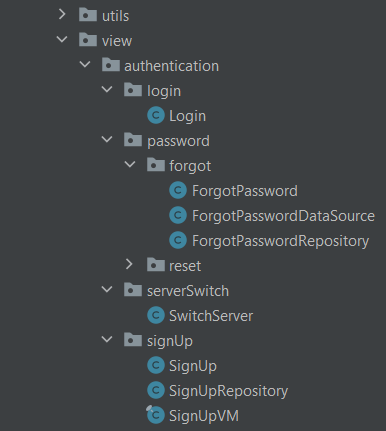 utils
view
authentication
login
Login
password
forgot
ForgotPassword
ForgotPasswordDataSource
ForgotPasswordRepository
reset
serverSwitch
SwitchServer
signUp
SignUp
SignUpRepository
SignUpVM